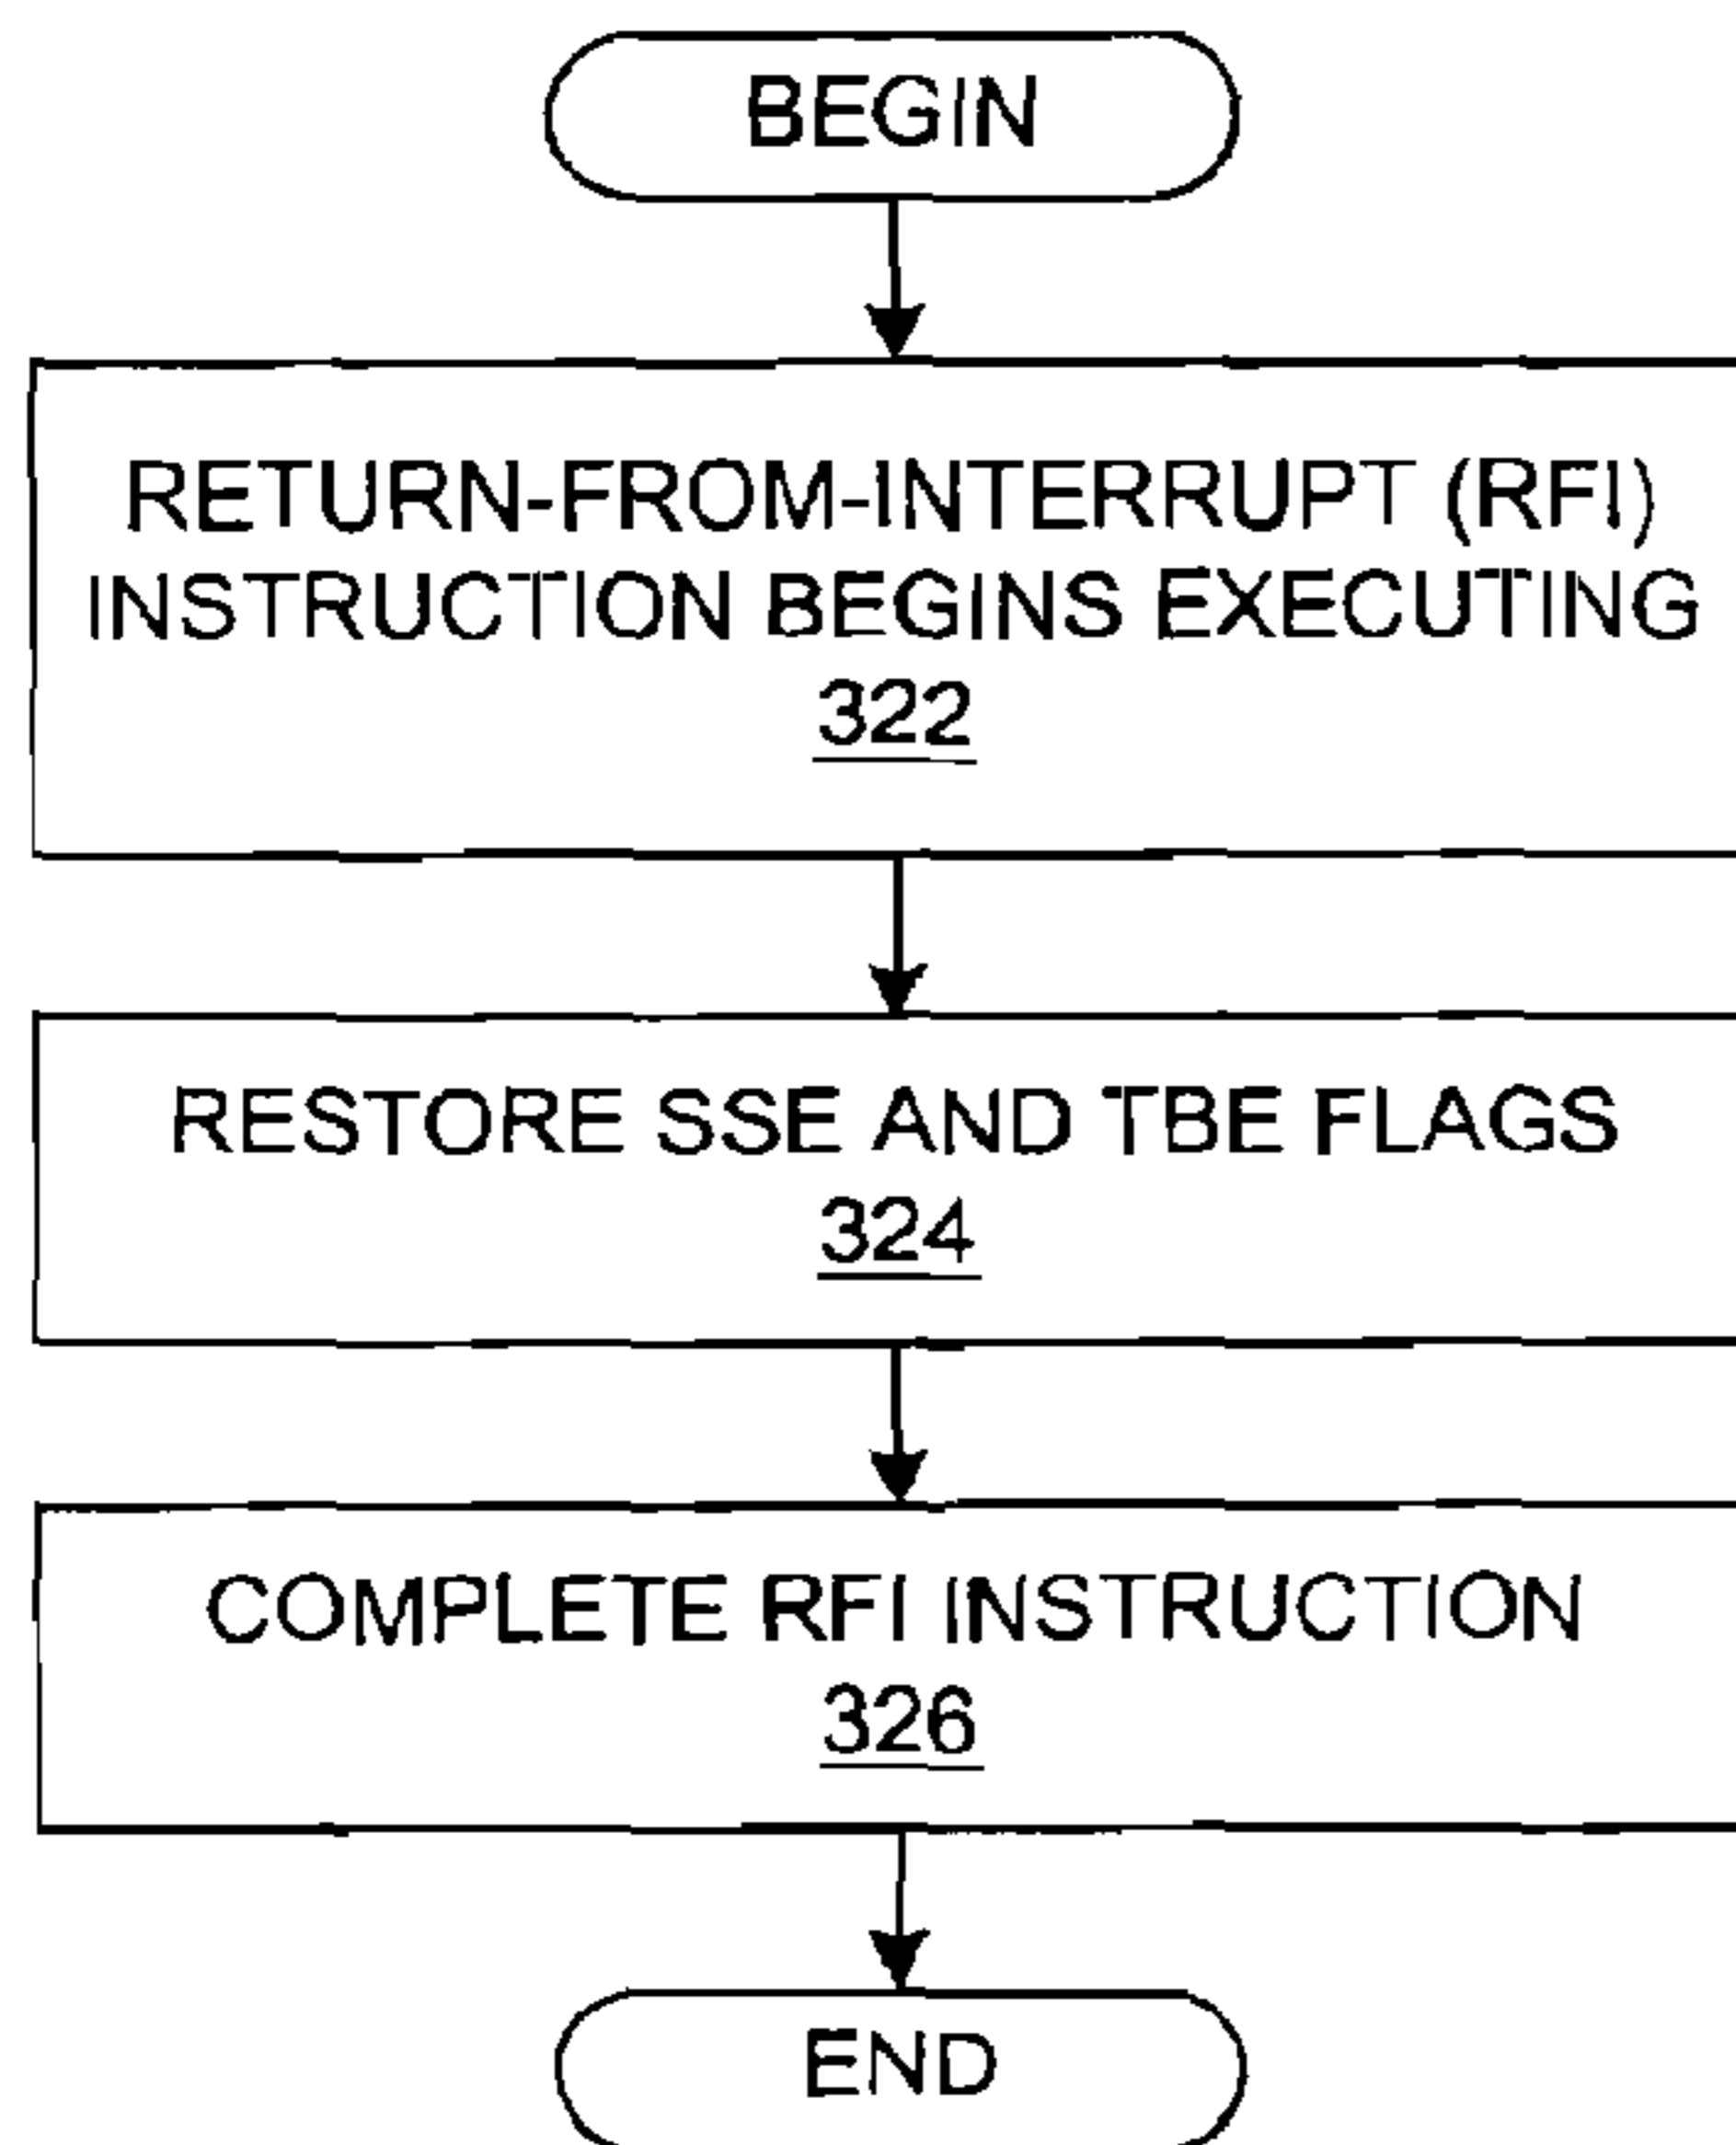 BEGIN
RETURN-FROM-INTERRUPT (RFI)
INSTRUCTION BEGINS EXECUTING
322
RESTORE SSE AND TBE FLAGS
324
COMPLETE RFI INSTRUCTION
326
END